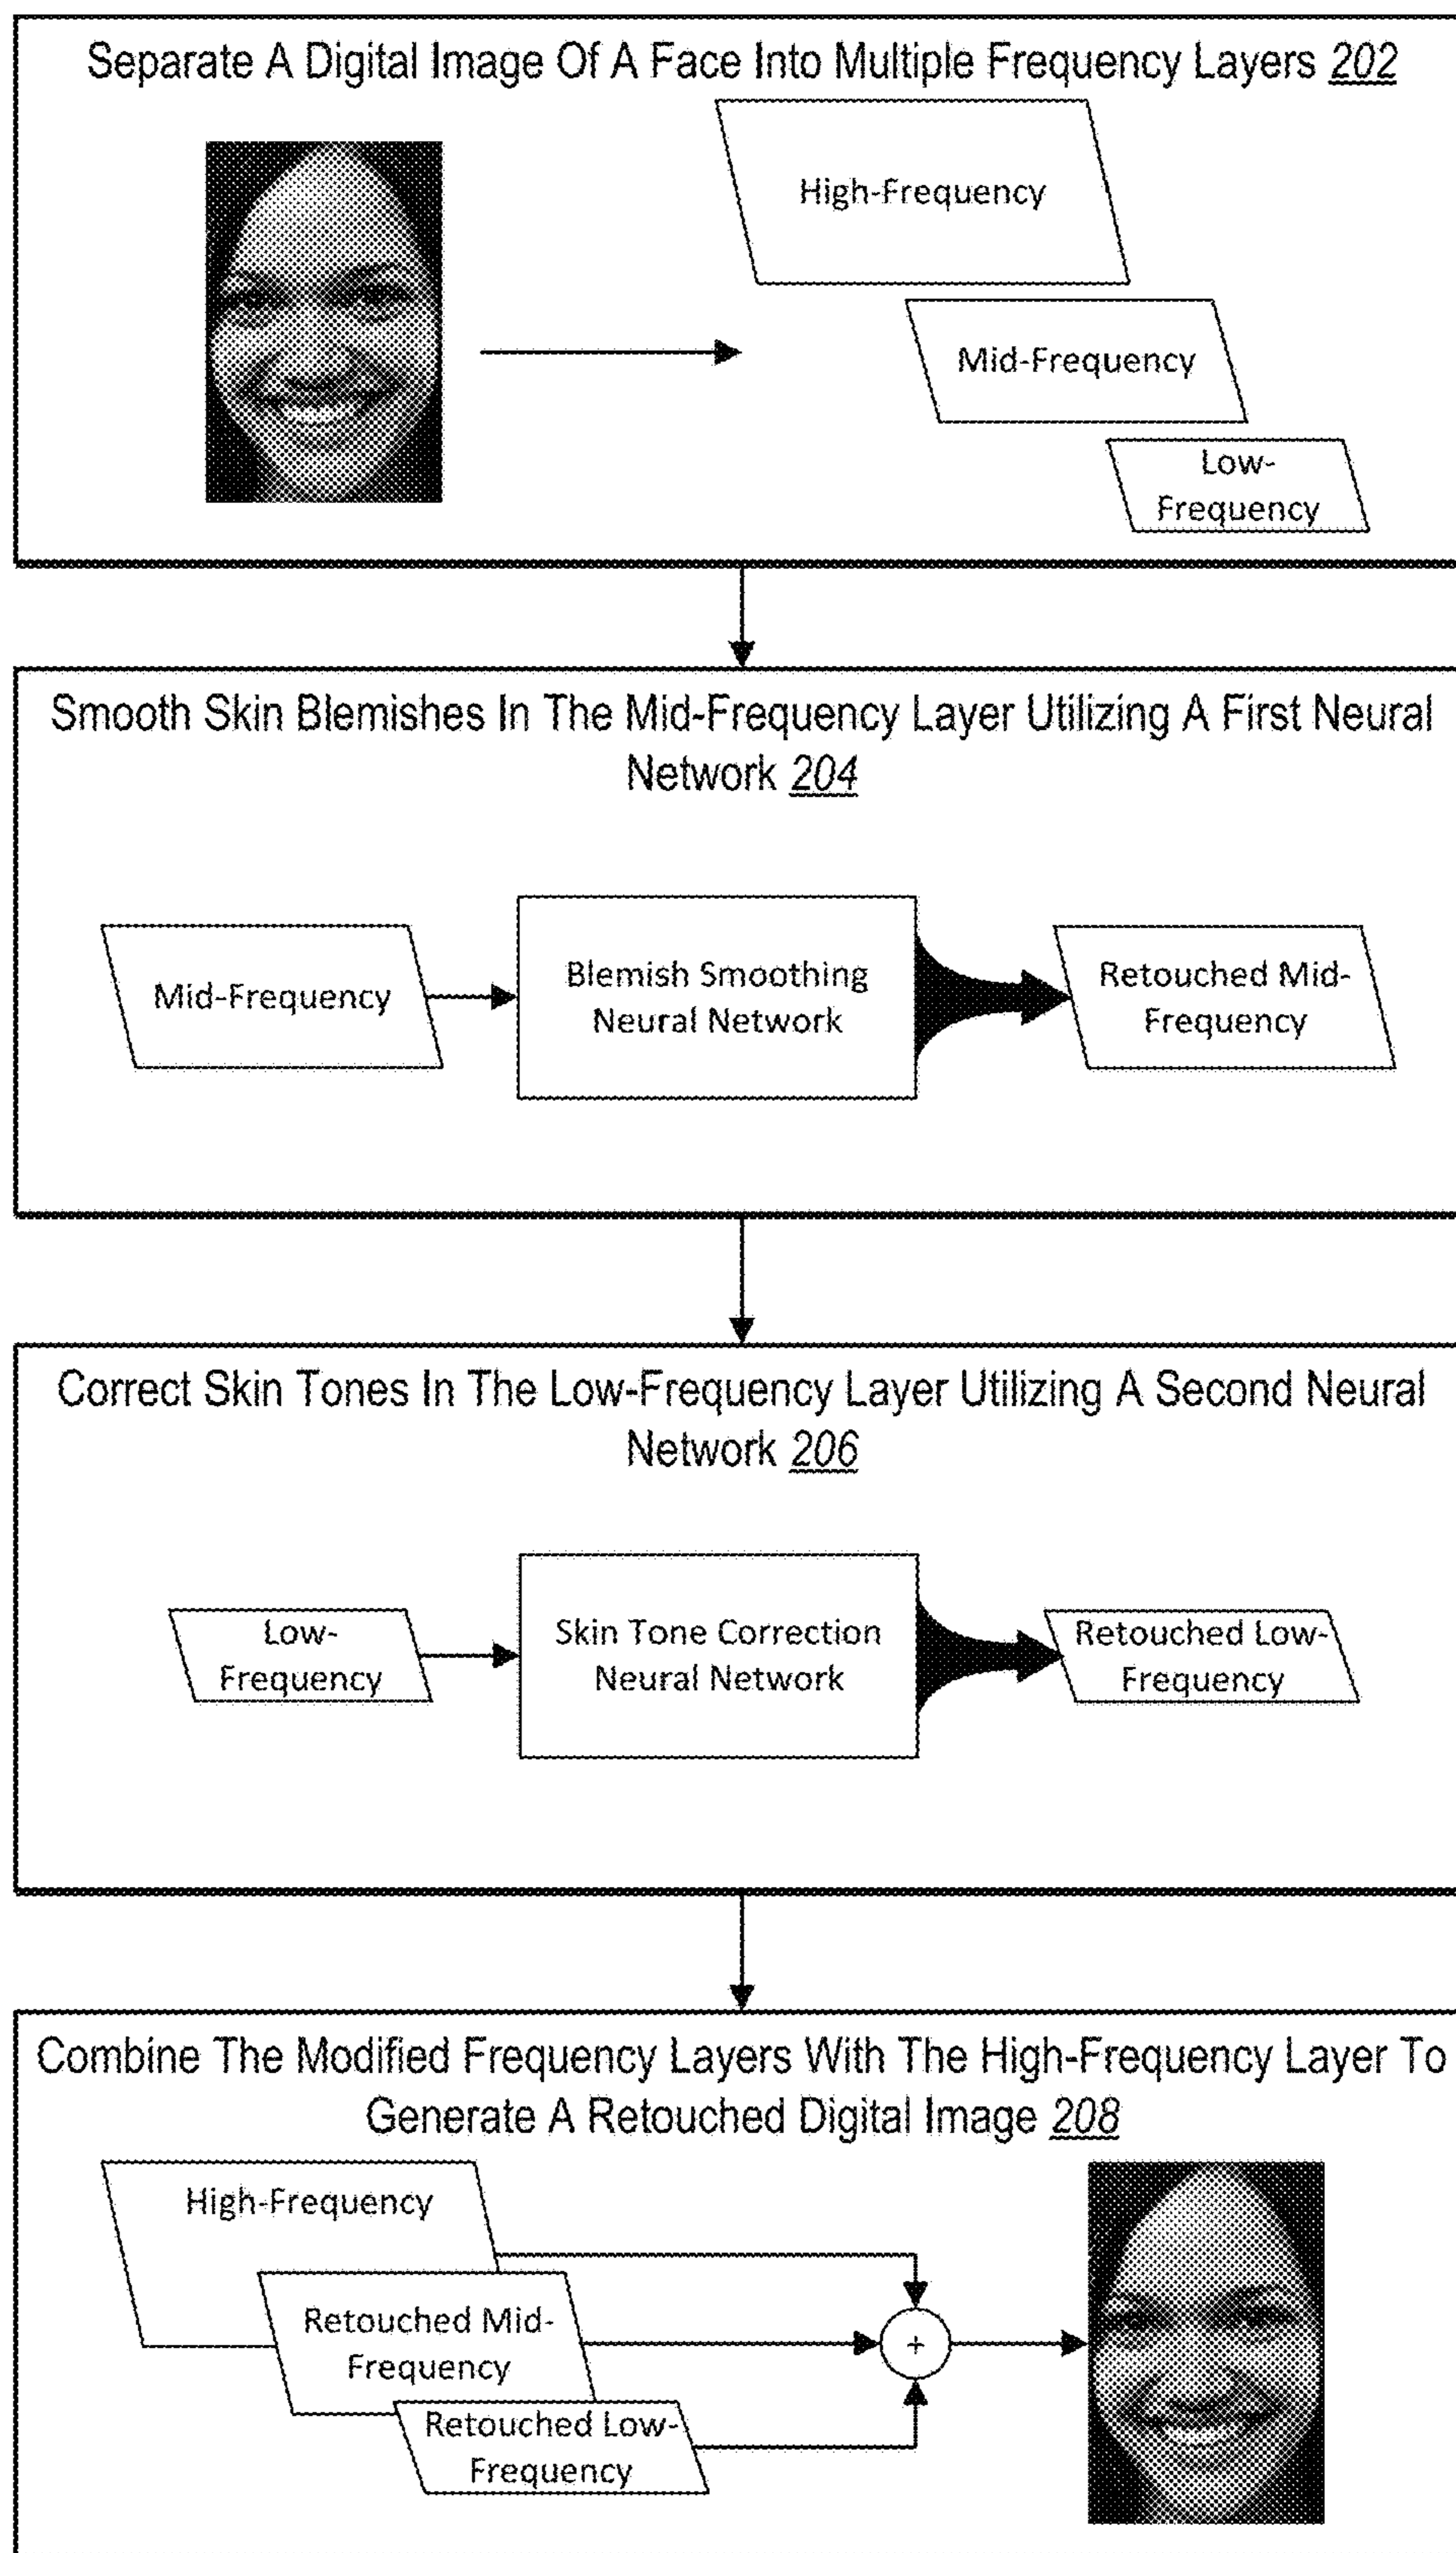 Separate A Digital Image Of A Face Into Multiple Frequency Layers 202
High-Frequency
Mid-Frequency
Low-
Frequency
Smooth Skin Blemishes In The Mid-Frequency Layer Utilizing A First Neural
Network 204
Mid-Frequency
Blemish Smoothing
Neural Network
Retouched Mid-
Frequency
Correct Skin Tones In The Low-Frequency Layer Utilizing A Second Neural
Network 206
Low-
Frequency
Skin Tone Correction
Neural Network
Retouched Low-
Frequency
Combine The Modified Frequency Layers With The High-Frequency Layer To
Generate A Retouched Digital Image 208
High-Frequency
Retouched Mid-
Frequency
Retouched Low-
Frequency
+